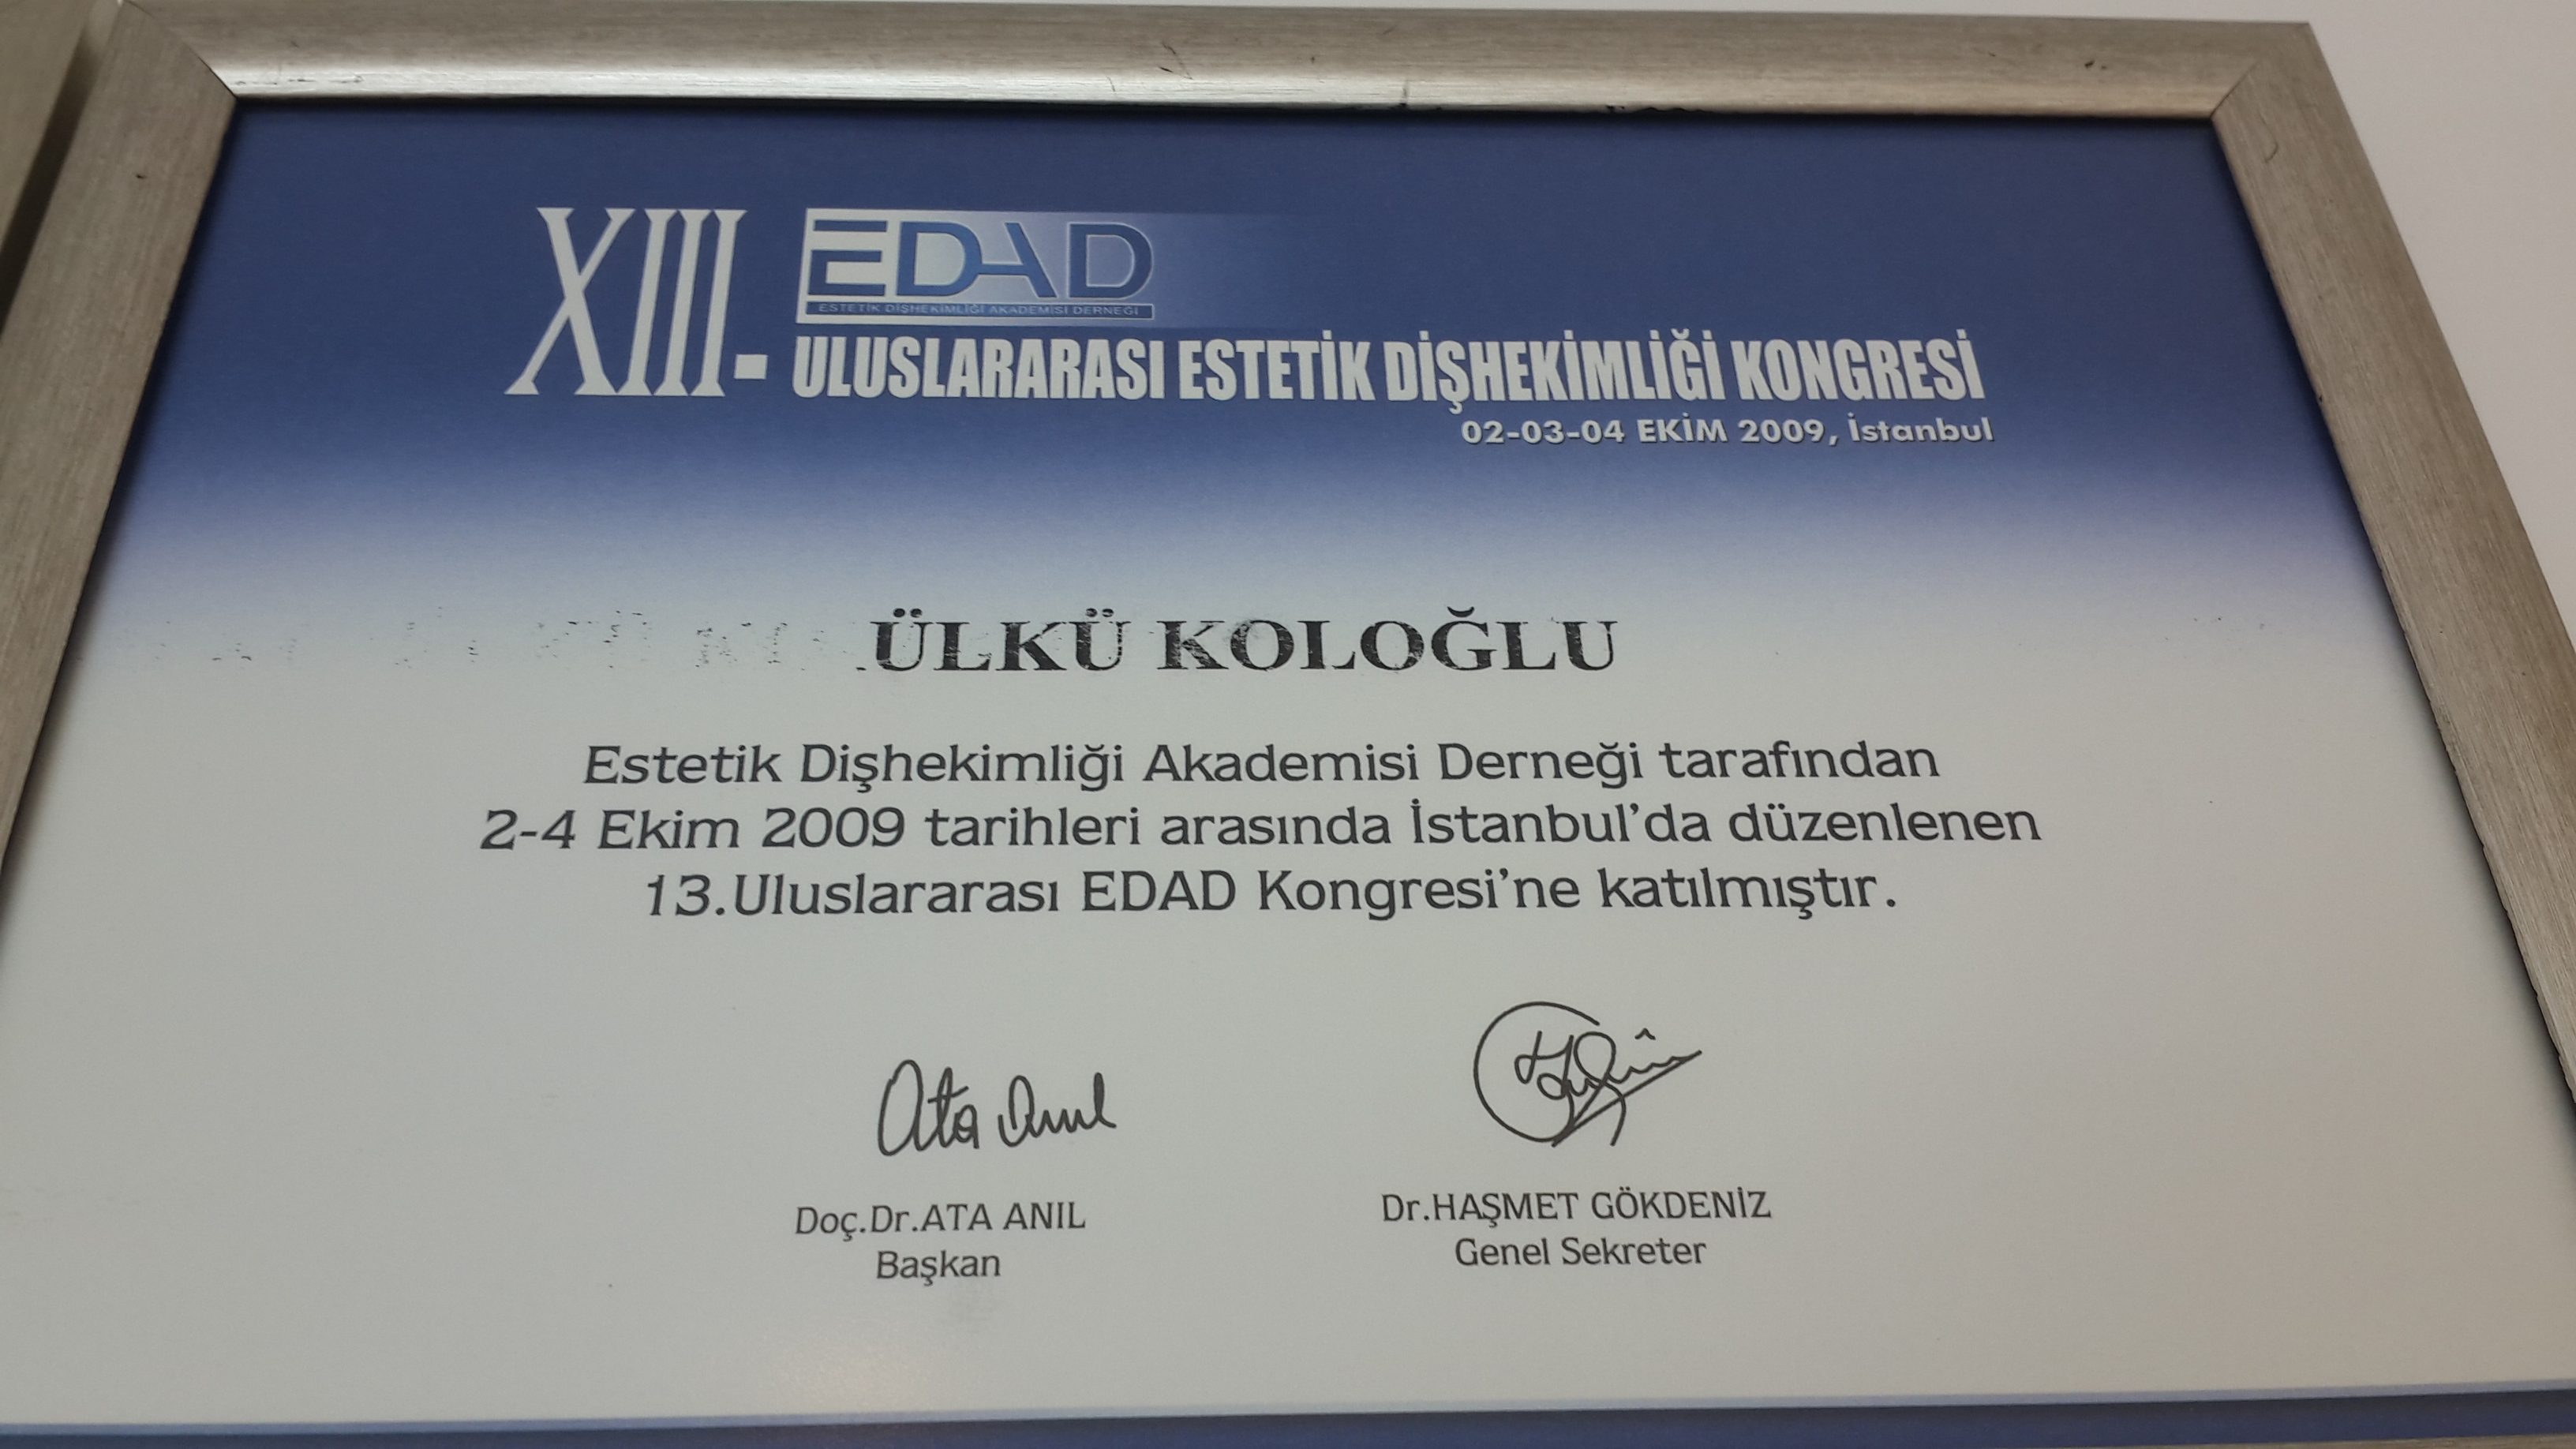 XIII. EDAD
ESTETİK DİŞHEKİMLİĞİ AKADEMİSİ DERNEĞİ
ULUSLARARASI ESTETİK DİŞHEKİMLİĞİ KONGRESİ
02-03-04 EKİM 2009, İstanbul
ÜLKÜ KOLOĞLU
Estetik Dişhekimliği Akademisi Derneği tarafından
2-4 Ekim 2009 tarihleri arasında İstanbul'da düzenlenen
13.Uluslararası EDAD Kongresi'ne katılmıştır.
Ata Anıl
Doç.Dr.ATA ANIL
Başkan
Dr.HAŞMET GÖKDENİZ
Genel Sekreter